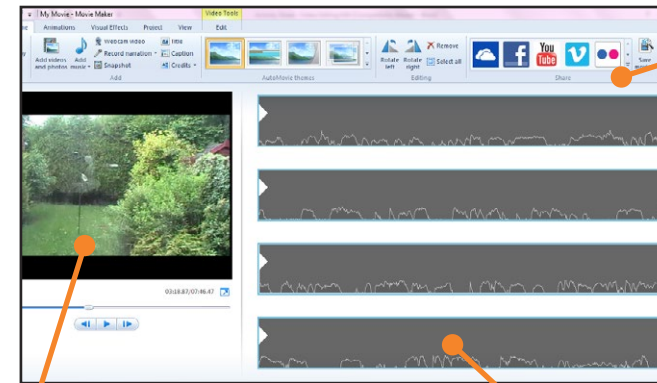 My Movie - Movie Maker
Video Tools
Animations Visual Effects Project View Edit
Add videos and photos
Add music
Webcam video
Record narration
Snapshot
Title
Caption
Credits
Add
AutoMovie themes
Rotate left
Rotate right
Remove
Select all
Editing
You
Tube
Share
Save
03:18.87/07:46.47